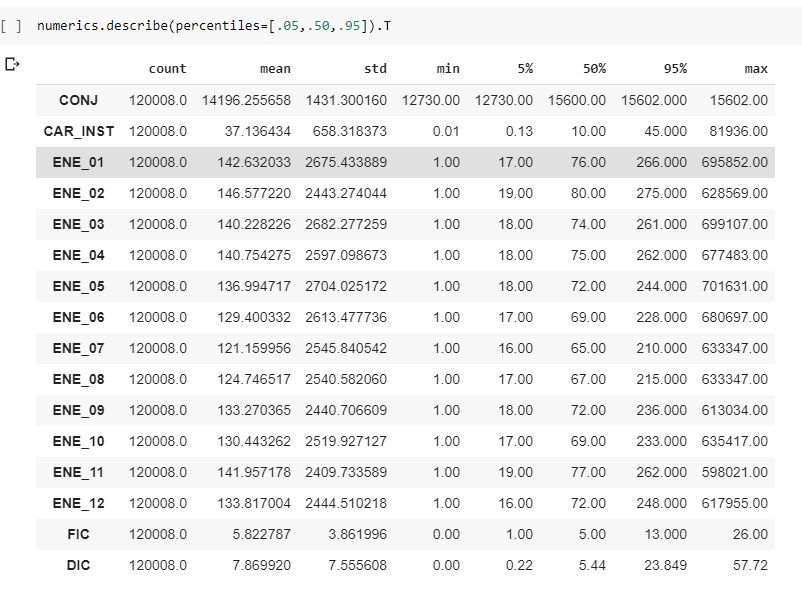 [ ] numerics.describe(percentiles=[.05,.50,.95]).T
count mean std min 5% 50% 95% max
CONJ 120008.0 14196.255658 1431.300160 12730.00 12730.00 15600.00 15602.000 15602.00
CAR_INST 120008.0 37.136434 658.318373 0.01 0.13 10.00 45.000 81936.00
ENE_01 120008.0 142.632033 2675.433889 1.00 17.00 76.00 266.000 695852.00
ENE_02 120008.0 146.577220 2443.274044 1.00 19.00 80.00 275.000 628569.00
ENE_03 120008.0 140.228226 2682.277259 1.00 18.00 74.00 261.000 699107.00
ENE_04 120008.0 140.754275 2597.098673 1.00 18.00 75.00 262.000 677483.00
ENE_05 120008.0 136.994717 2704.025172 1.00 18.00 72.00 244.000 701631.00
ENE_06 120008.0 129.400332 2613.477736 1.00 17.00 69.00 228.000 680697.00
ENE_07 120008.0 121.159956 2545.840542 1.00 16.00 65.00 210.000 633347.00
ENE_08 120008.0 124.746517 2540.582060 1.00 17.00 67.00 215.000 633347.00
ENE_09 120008.0 133.270365 2440.706609 1.00 18.00 72.00 236.000 613034.00
ENE_10 120008.0 130.443262 2519.927127 1.00 17.00 69.00 233.000 635417.00
ENE_11 120008.0 141.957178 2409.733589 1.00 19.00 77.00 262.000 598021.00
ENE_12 120008.0 133.817004 2444.510218 1.00 16.00 72.00 248.000 617955.00
FIC 120008.0 5.822787 3.861996 0.00 1.00 5.00 13.000 26.00
DIC 120008.0 7.869920 7.555608 0.00 0.22 5.44 23.849 57.72